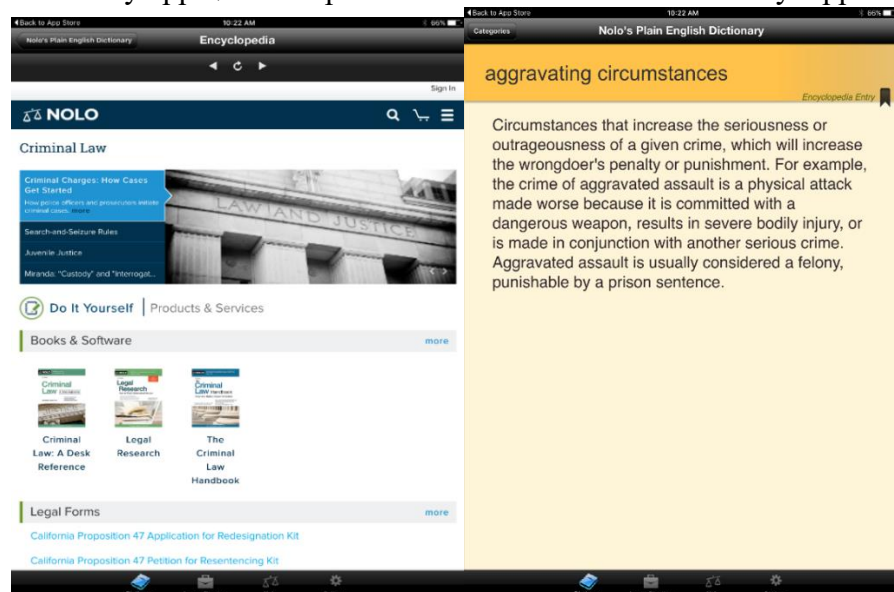 Back to App Store 10:22 AM 66%
Nolo's Plain English Dictionary Encyclopedia
Sign In
NOLO
Criminal Law
Criminal Charges: How Cases
Get Started
How police officers and prosecutors initiate
criminal cases. more
Search-and-Seizure Rules
Juvenile Justice
Miranda: "Custody" and "Interrogat...
LAW AND JUSTICE
Do It Yourself | Products & Services
Books & Software more
Criminal
Law
Legal
Research
Criminal
Law Handbook
Criminal
Law: A Desk
Reference
Legal
Research
The
Criminal
Law
Handbook
Legal Forms more
California Proposition 47 Application for Redesignation Kit
California Proposition 47 Petition for Resentencing Kit
Back to App Store 10:22 AM 66%
Categories Nolo's Plain English Dictionary
aggravating circumstances
Encyclopedia Entry
Circumstances that increase the seriousness or
outrageousness of a given crime, which will increase
the wrongdoer's penalty or punishment. For example,
the crime of aggravated assault is a physical attack
made worse because it is committed with a
dangerous weapon, results in severe bodily injury, or
is made in conjunction with another serious crime.
Aggravated assault is usually considered a felony,
punishable by a prison sentence.